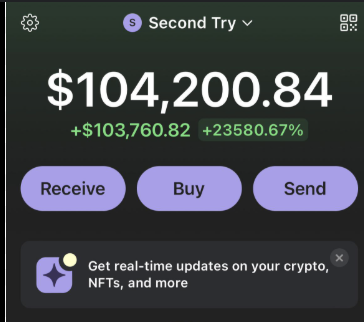 S Second Try
$104,200.84
+$103,760.82 +23580.67%
Receive Buy Send
Get real-time updates on your crypto,
NFTs, and more